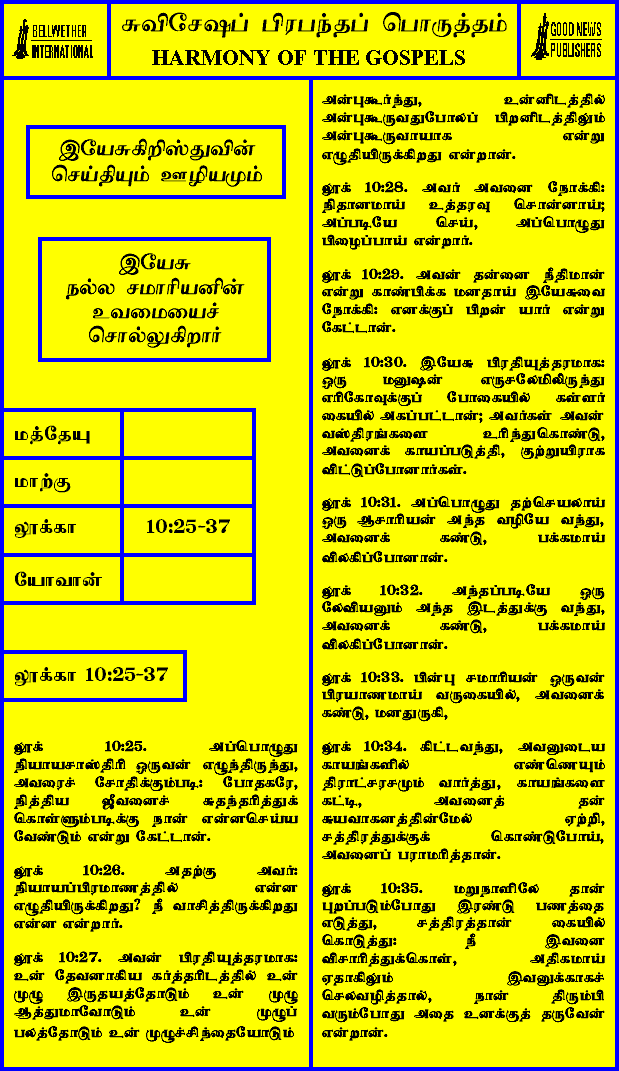 BELLWETHER
INTERNATIONAL
சுவிசேஷப் பிரபந்தப் பொருத்தம்
HARMONY OF THE GOSPELS
GOOD NEWS
PUBLISHERS
இயேசுகிறிஸ்துவின்
செய்தியும் ஊழியமும்
இயேசு
நல்ல சமாரியனின்
உவமையைச்
சொல்லுகிறார்
மத்தேயு
மாற்கு
லூக்கா 10:25-37
யோவான்
லூக்கா 10:25-37
லூக் 10:25. அப்பொழுது
நியாயசாஸ்திரி ஒருவன் எழுந்திருந்து,
அவரைச் சோதிக்கும்படி: போதகரே,
நித்திய ஜீவனைச் சுதந்தரித்துக்
கொள்ளும்படிக்கு நான் என்னசெய்ய
வேண்டும் என்று கேட்டான்.
லூக் 10:26. அதற்கு அவர்:
நியாயப்பிரமாணத்தில் என்ன
எழுதியிருக்கிறது? நீ வாசித்திருக்கிறது
என்ன என்றார்.
லூக் 10:27. அவன் பிரதியுத்தரமாக:
உன் தேவனாகிய கர்த்தரிடத்தில் உன்
முழு இருதயத்தோடும் உன் முழு
ஆத்துமாவோடும் உன் முழுப்
பலத்தோடும் உன் முழுச்சிந்தையோடும்
அன்புகூர்ந்து, உன்னிடத்தில்
அன்புகூருவதுபோலப் பிறனிடத்திலும்
அன்புகூருவாயாக என்று
எழுதியிருக்கிறது என்றான்.
லூக் 10:28. அவர் அவனை நோக்கி:
நிதானமாய் உத்தரவு சொன்னாய்;
அப்படியே செய், அப்பொழுது
பிழைப்பாய் என்றார்.
லூக் 10:29. அவன் தன்னை நீதிமான்
என்று காண்பிக்க மனதாய் இயேசுவை
நோக்கி: எனக்குப் பிறன் யார் என்று
கேட்டான்.
லூக் 10:30. இயேசு பிரதியுத்தரமாக:
ஒரு மனுஷன் எருசலேமிலிருந்து
எரிகோவுக்குப் போகையில் கள்ளர்
கையில் அகப்பட்டான்; அவர்கள் அவன்
வஸ்திரங்களை உரிந்துகொண்டு,
அவனைக் காயப்படுத்தி, குற்றுயிராக
விட்டுப்போனார்கள்.
லூக் 10:31. அப்பொழுது தற்செயலாய்
ஒரு ஆசாரியன் அந்த வழியே வந்து,
அவனைக் கண்டு, பக்கமாய்
விலகிப்போனான்.
லூக் 10:32. அந்தப்படியே ஒரு
லேவியனும் அந்த இடத்துக்கு வந்து,
அவனைக் கண்டு, பக்கமாய்
விலகிப்போனான்.
லூக் 10:33. பின்பு சமாரியன் ஒருவன்
பிரயாணமாய் வருகையில், அவனைக்
கண்டு, மனதுருகி,
லூக் 10:34. கிட்டவந்து, அவனுடைய
காயங்களில் எண்ணெயும்
திராட்சரசமும் வார்த்து, காயங்களை
கட்டி, அவனைத் தன்
சுயவாகனத்தின்மேல் ஏற்றி,
சத்திரத்துக்குக் கொண்டுபோய்,
அவனைப் பராமரித்தான்.
லூக் 10:35. மறுநாளிலே தான்
புறப்படும்போது இரண்டு பணத்தை
எடுத்து, சத்திரத்தான் கையில்
கொடுத்து: நீ இவனை
விசாரித்துக்கொள், அதிகமாய்
ஏதாகிலும் இவனுக்காகச்
செலவழித்தால், நான் திரும்பி
வரும்போது அதை உனக்குத் தருவேன்
என்றான்.